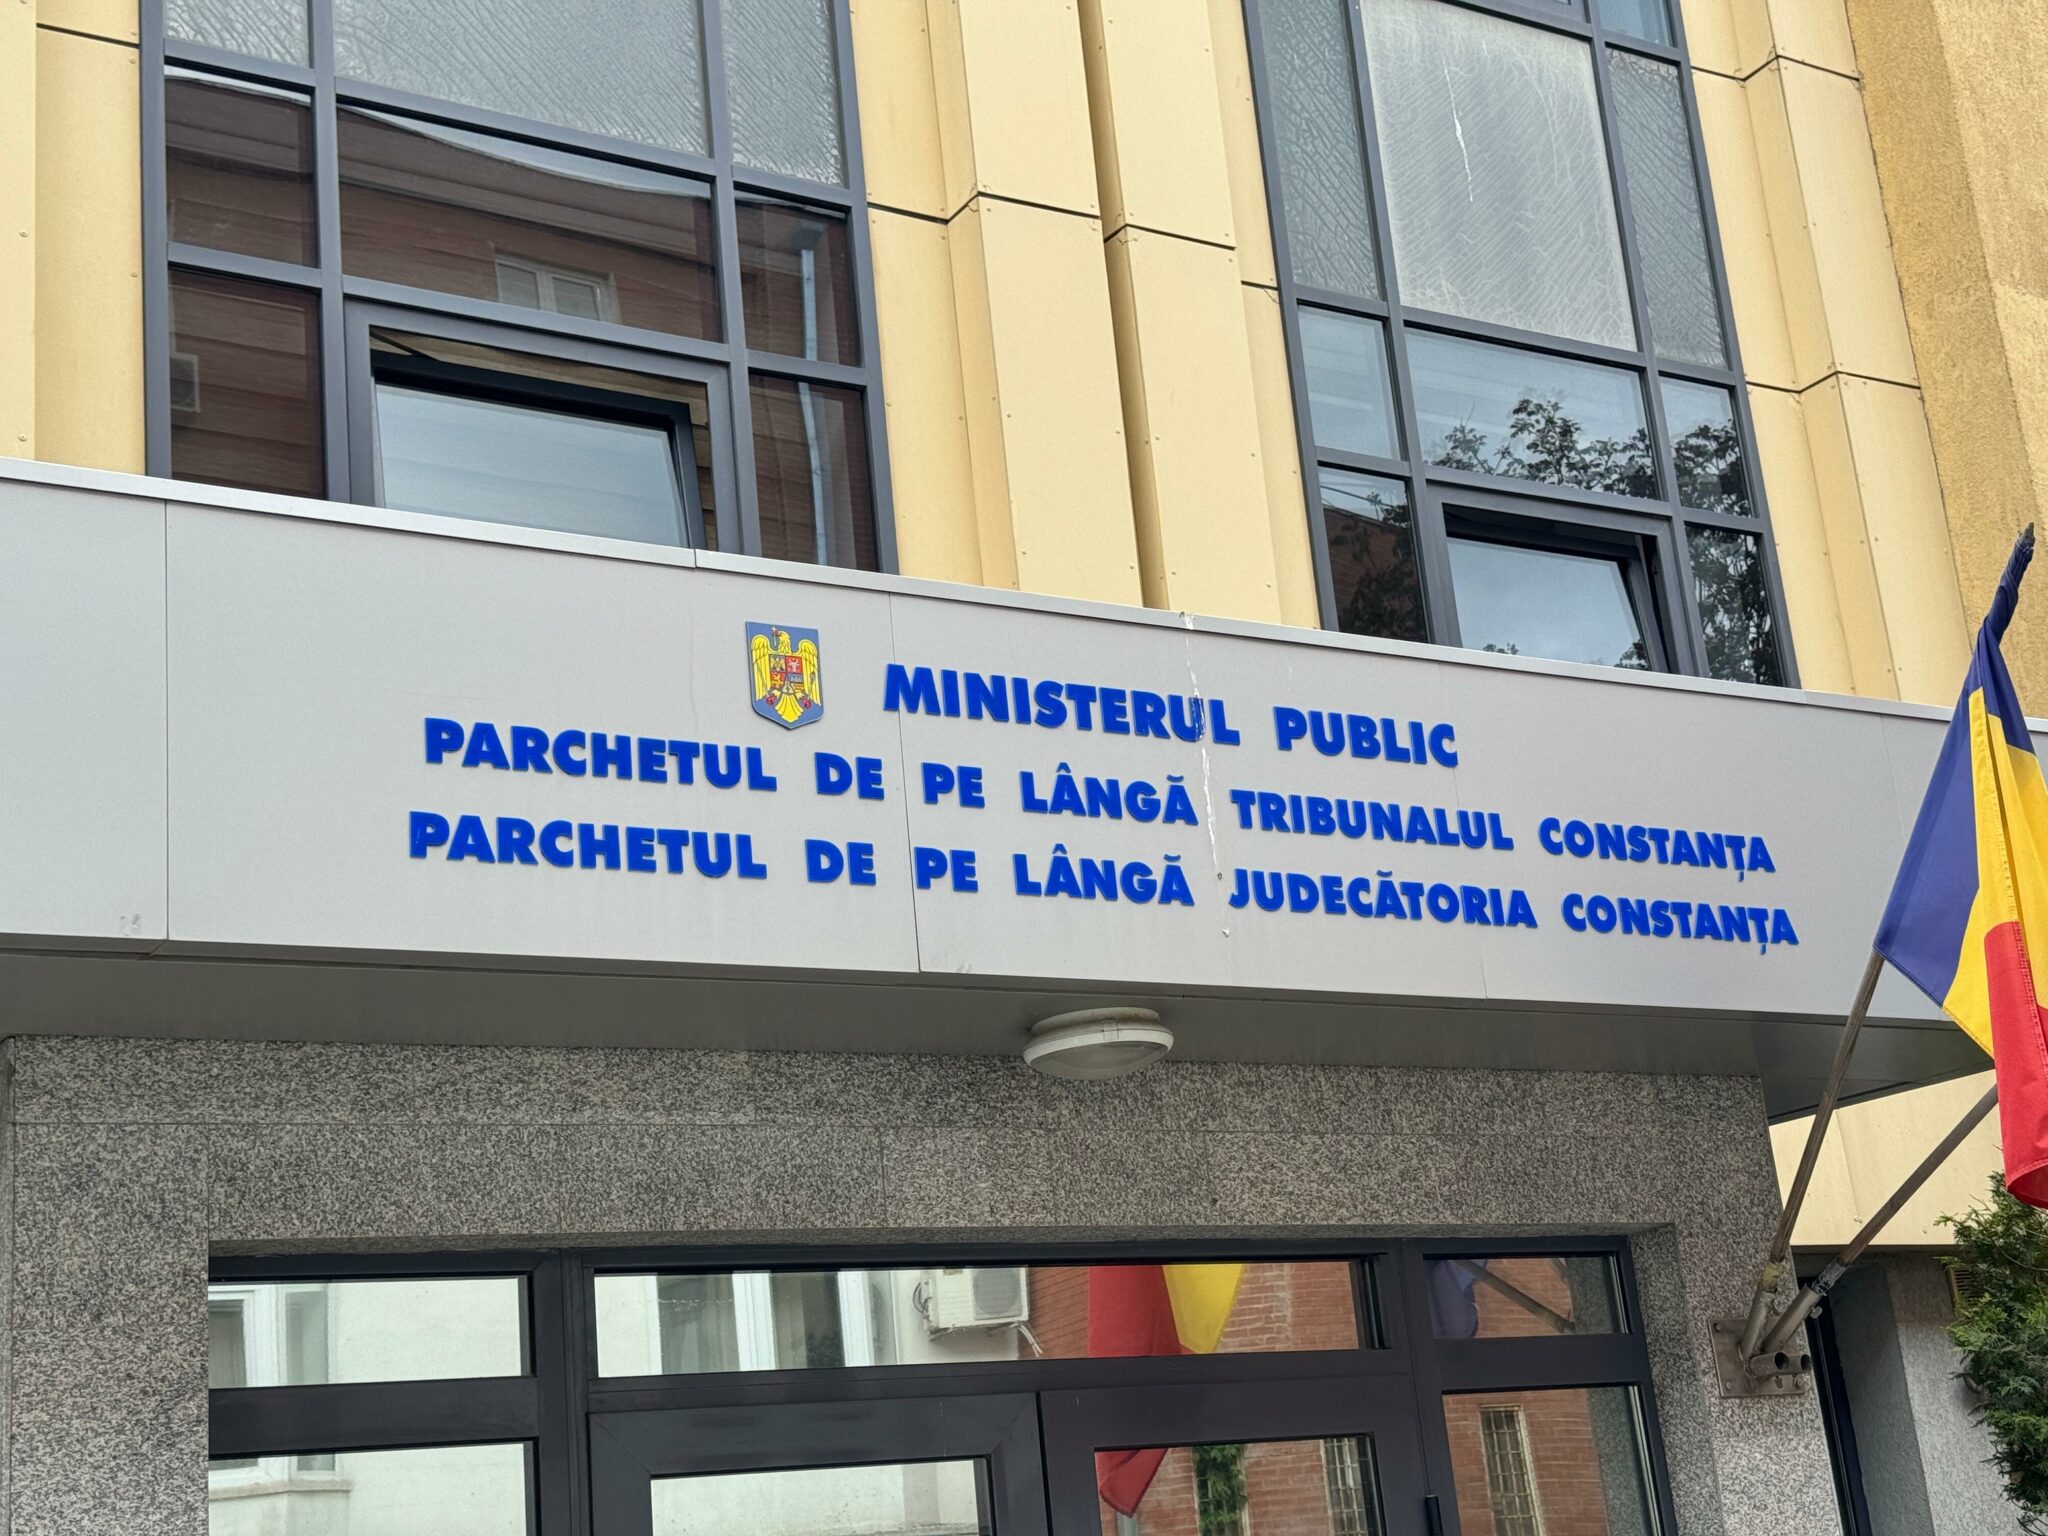 MINISTERUL PUBLIC
PARCHETUL DE PE LÂNGĂ TRIBUNALUL CONSTANȚA
PARCHETUL DE PE LÂNGĂ JUDECĂTORIA CONSTANȚA